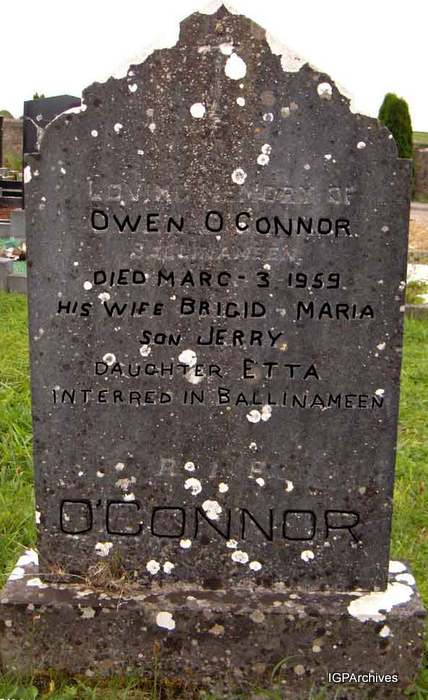 LOVING MEMORY OF
OWEN O'CONNOR
BALLINAMEEN
DIED MARC - 3 1959
HIS WIFE BRIGID MARIA
SON JERRY
DAUGHTER ETTA
INTERRED IN BALLINAMEEN
R.I.P.
O'CONNOR
IGPArchives